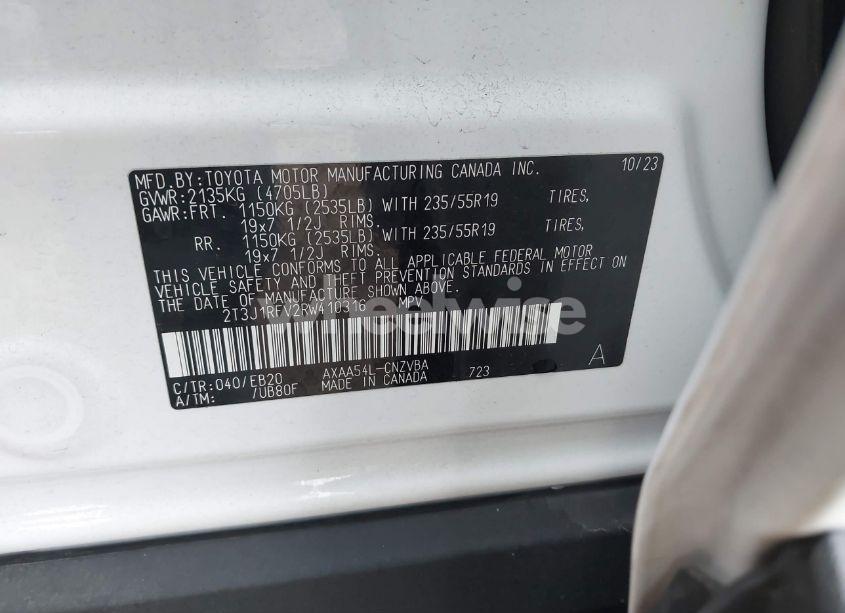 MFD.BY:TOYOTA MOTOR MANUFACTURING CANADA INC. 10/23
GVWR:2135KG (4705LB)
GAWR:FRT. 1150KG (2535LB) WITH 235/55R19 TIRES,
19x7 1/2J RIMS.
RR. 1150KG (2535LB) WITH 235/55R19 TIRES,
19x7 1/2J RIMS.
THIS VEHICLE CONFORMS TO ALL APPLICABLE FEDERAL MOTOR
VEHICLE SAFETY AND THEFT PREVENTION STANDARDS IN EFFECT ON
THE DATE OF MANUFACTURE SHOWN ABOVE.
2T3J1RFV2RW410316 MPV
wheelwise
C/TR:040/EB20 AXAA54L-CNZVBA 723 A
A/TM: /UB80F MADE IN CANADA